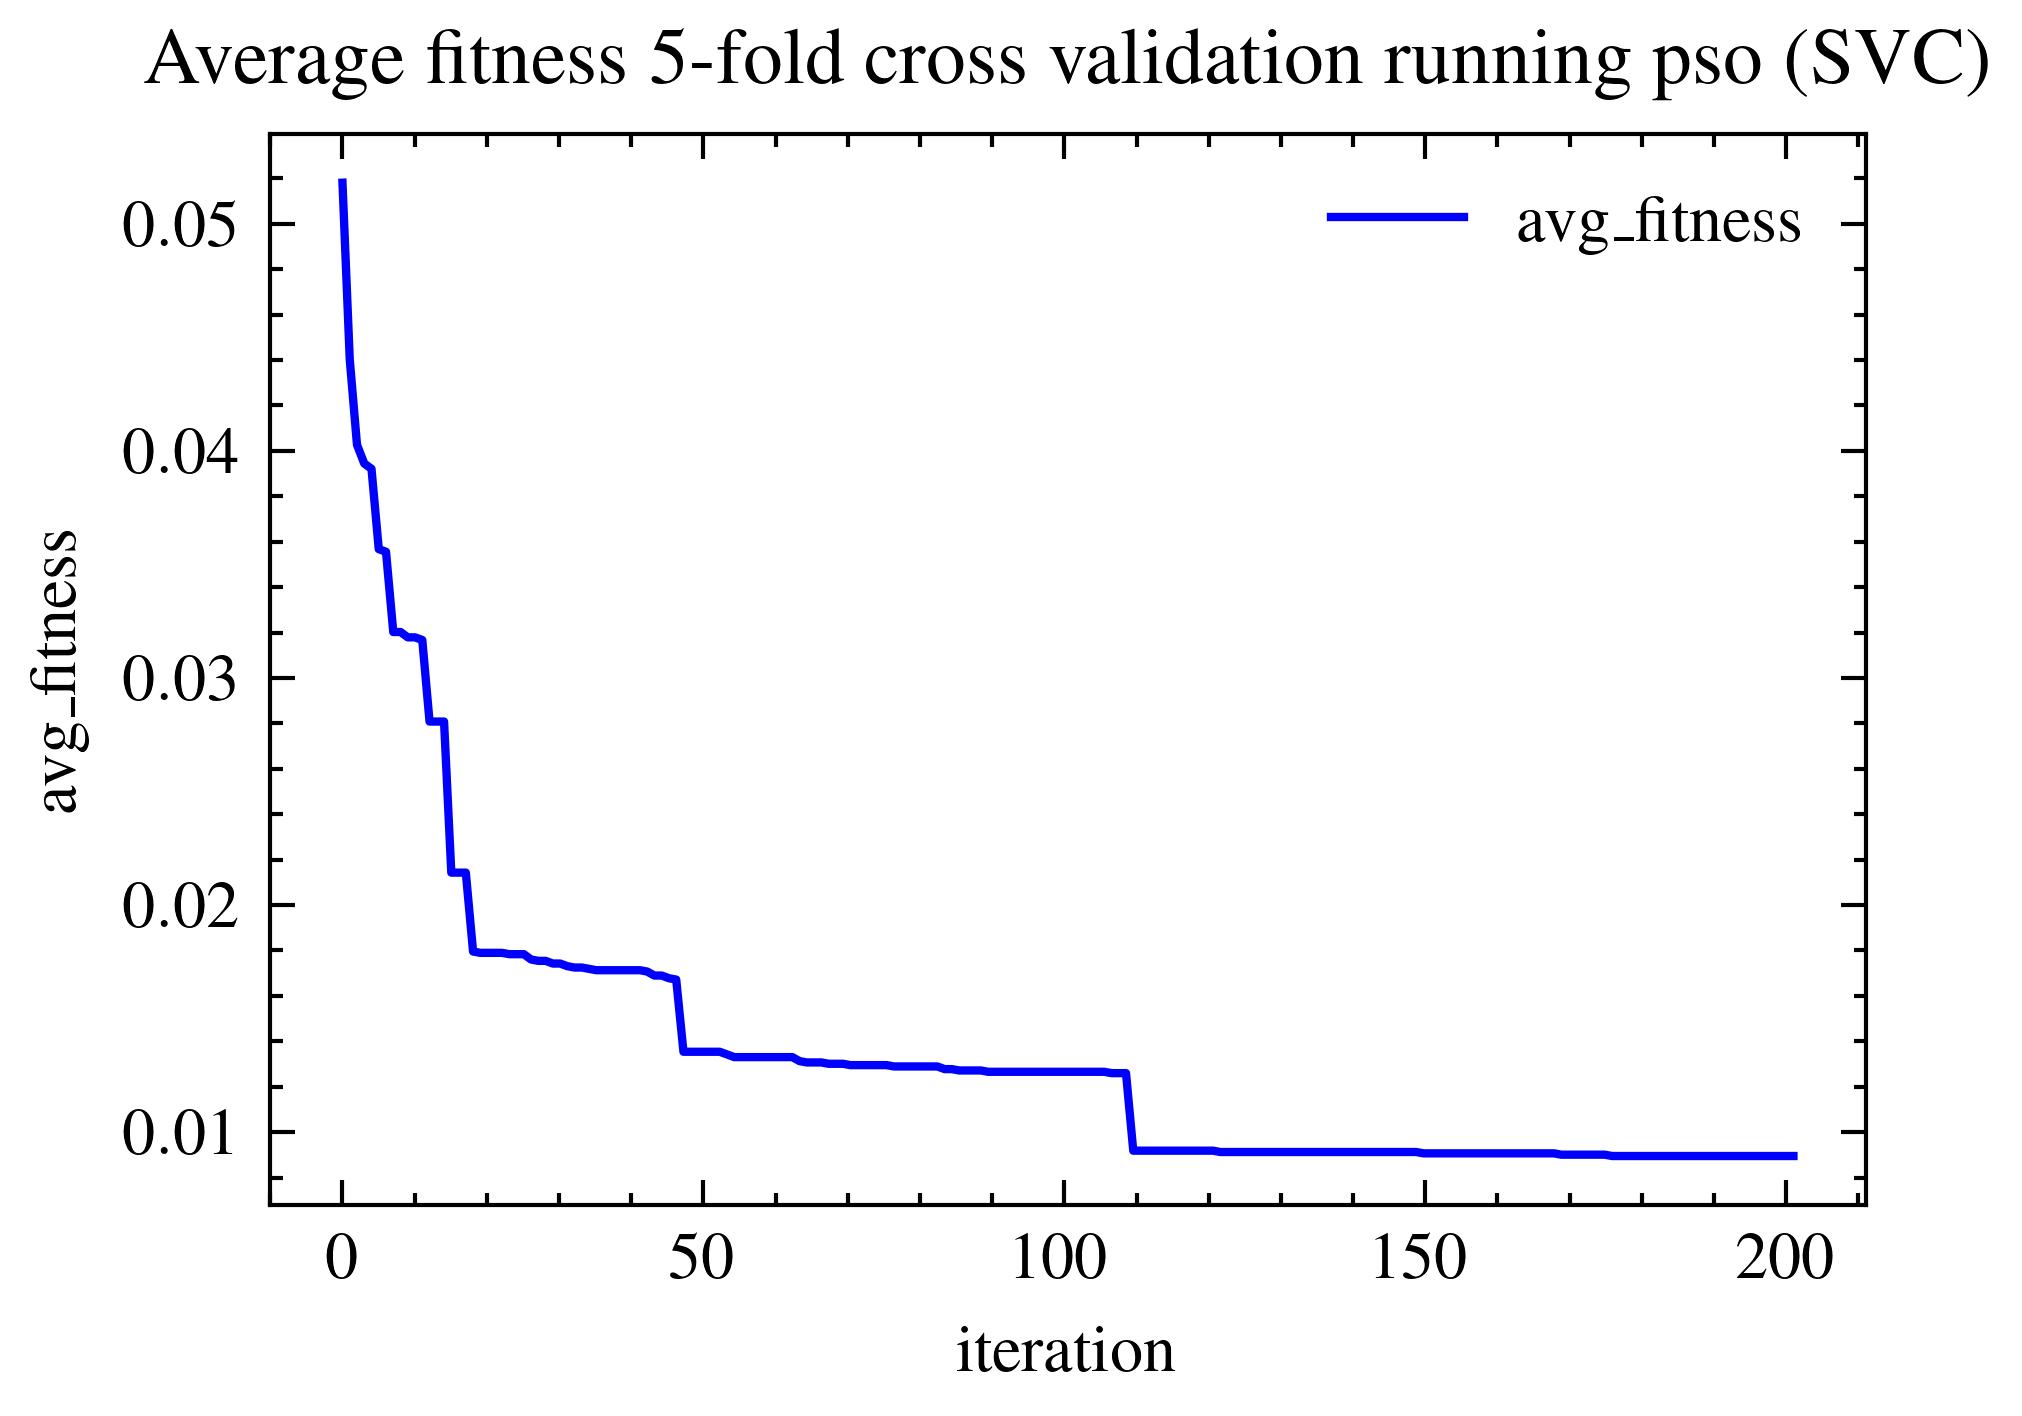 Average fitness 5-fold cross validation running pso (SVC)
avg_fitness
0.05
0.04
0.03
0.02
0.01
avg_fitness
0 50 100 150 200
iteration